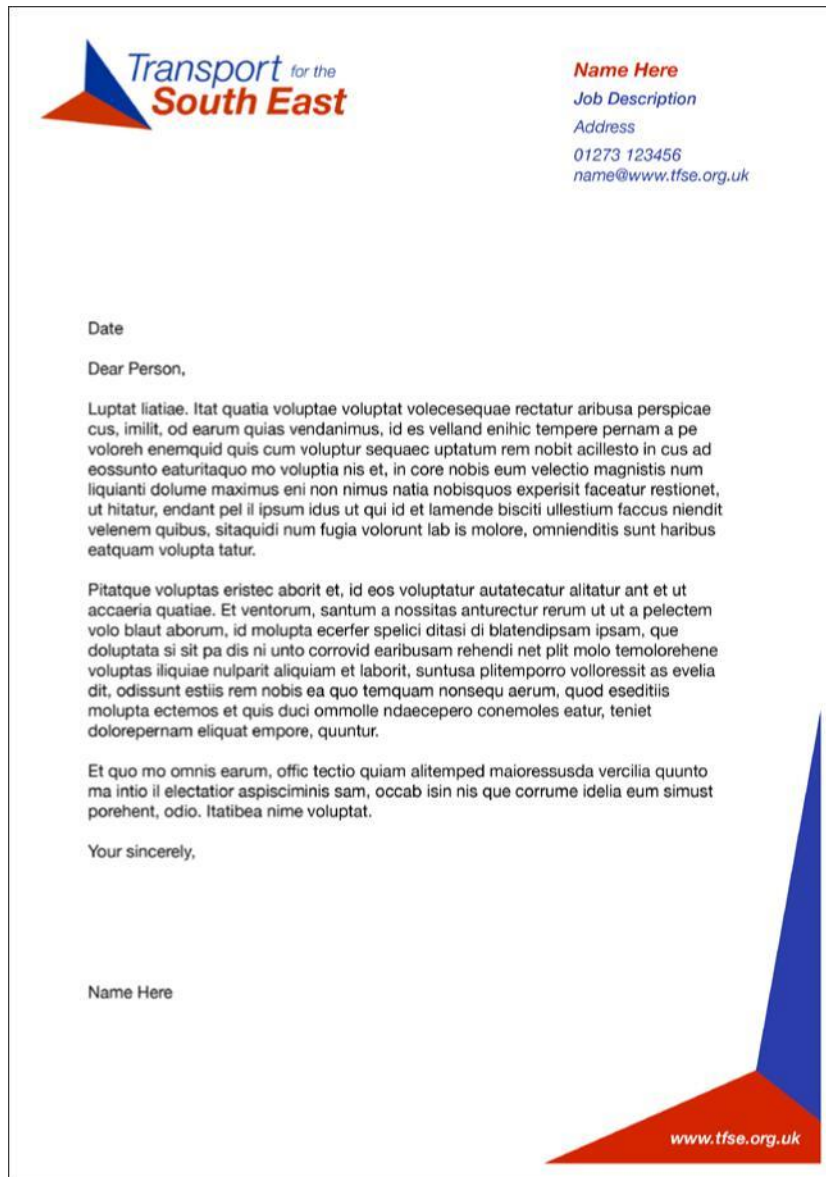 Transport for the
South East
Name Here
Job Description
Address
01273 123456
name@www.tfse.org.uk
Date
Dear Person,
Luptat liatiae. Itat quatia voluptae voluptat volecesequae rectatur aribusa perspicae
cus, imilit, od earum quias vendanimus, id es velland enihic tempere pernam a pe
voloreh enemquid quis cum voluptur sequaec uptatum rem nobit acillesto in cus ad
eossunto eaturitaquo mo voluptia nis et, in core nobis eum velectio magnistis num
liquianti dolume maximus eni non nimus natia nobisquos experisit faceatur restionet,
ut hitatur, endant pel il ipsum idus ut qui id et lamende bisciti ullestium faccus niendit
velenem quibus, sitaquidi num fugia volorunt lab is molore, omnienditis sunt haribus
eatquam volupta tatur.
Pitatque voluptas eristec aborit et, id eos voluptatur autatecatur alitatur ant et ut
accaeria quatiae. Et ventorum, santum a nossitas anturectur rerum ut ut a pelectem
volo blaut aborum, id molupta ecerfer spelici ditasi di blatendipsam ipsam, que
doluptata si sit pa dis ni unto corrovid earibusam rehendi net plit molo temolorehene
voluptas iliquiae nulparit aliquiam et laborit, suntusa plitemporro volloressit as evelia
dit, odissunt estiis rem nobis ea quo temquam nonsequ aerum, quod eseditiis
molupta ectemos et quis duci ommolle ndaecepero conemoles eatur, teniet
dolorepernam eliquat empore, quuntur.
Et quo mo omnis earum, offic tectio quiam alitemped maioressusda vercilia quunto
ma intio il electatior aspisciminis sam, occab isin nis que corrume idelia eum simust
porehent, odio. Itatibea nime voluptat.
Your sincerely,
Name Here
www.tfse.org.uk